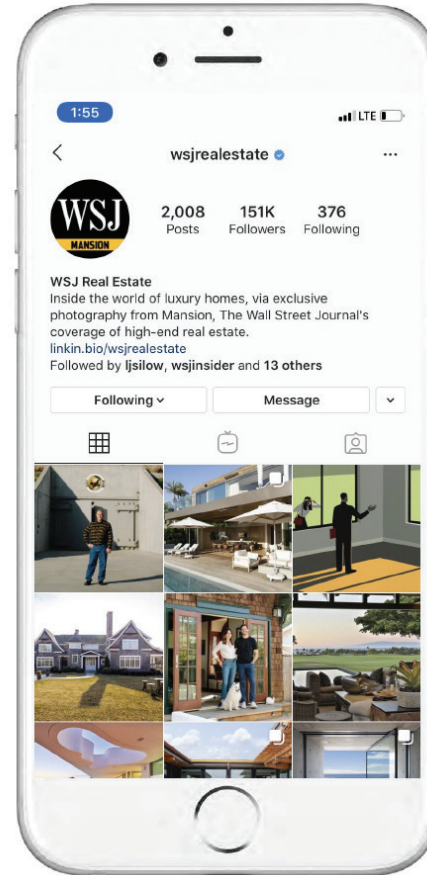 1:55
LTE
wsjrealestate
WSJ
MANSION
2,008
Posts
151K
Followers
376
Following
WSJ Real Estate
Inside the world of luxury homes, via exclusive
photography from Mansion, The Wall Street Journal's
coverage of high-end real estate.
linkin.bio/wsjrealestate
Followed by ljsilow, wsjinsider and 13 others
Following
Message